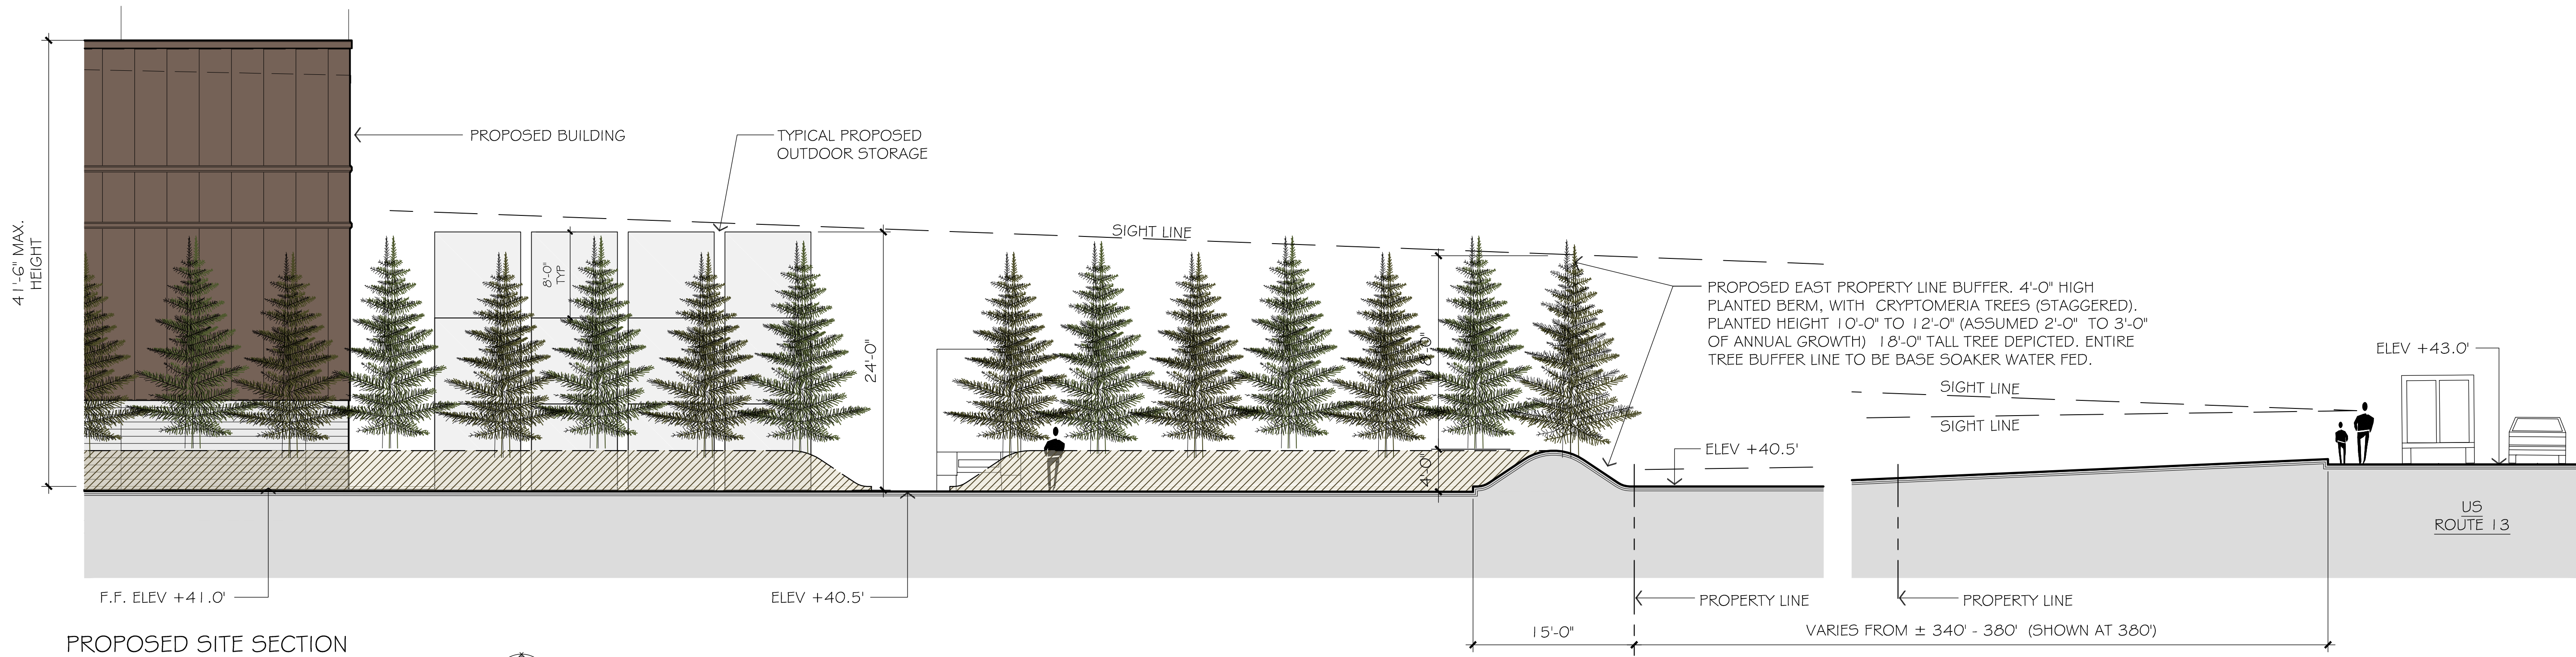 41'-6" MAX.
HEIGHT
PROPOSED BUILDING
TYPICAL PROPOSED
OUTDOOR STORAGE
8'-0"
TYP
24'-0"
SIGHT LINE
4'-0"
PROPOSED EAST PROPERTY LINE BUFFER. 4'-0" HIGH
PLANTED BERM, WITH CRYPTOMERIA TREES (STAGGERED).
PLANTED HEIGHT 10'-0" TO 12'-0" (ASSUMED 2'-0" TO 3'-0"
OF ANNUAL GROWTH) 18'-0" TALL TREE DEPICTED. ENTIRE
TREE BUFFER LINE TO BE BASE SOAKER WATER FED.
ELEV +40.5'
SIGHT LINE
SIGHT LINE
ELEV +43.0'
US
ROUTE 13
F.F. ELEV +41.0'
ELEV +40.5'
PROPERTY LINE
PROPERTY LINE
15'-0"
VARIES FROM ± 340' - 380' (SHOWN AT 380')
PROPOSED SITE SECTION